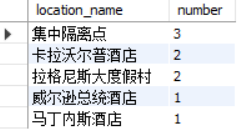 location_name number
集中隔离点 3
卡拉沃尔普酒店 2
拉格尼斯大度假村 2
威尔逊总统酒店 1
马丁内斯酒店 1